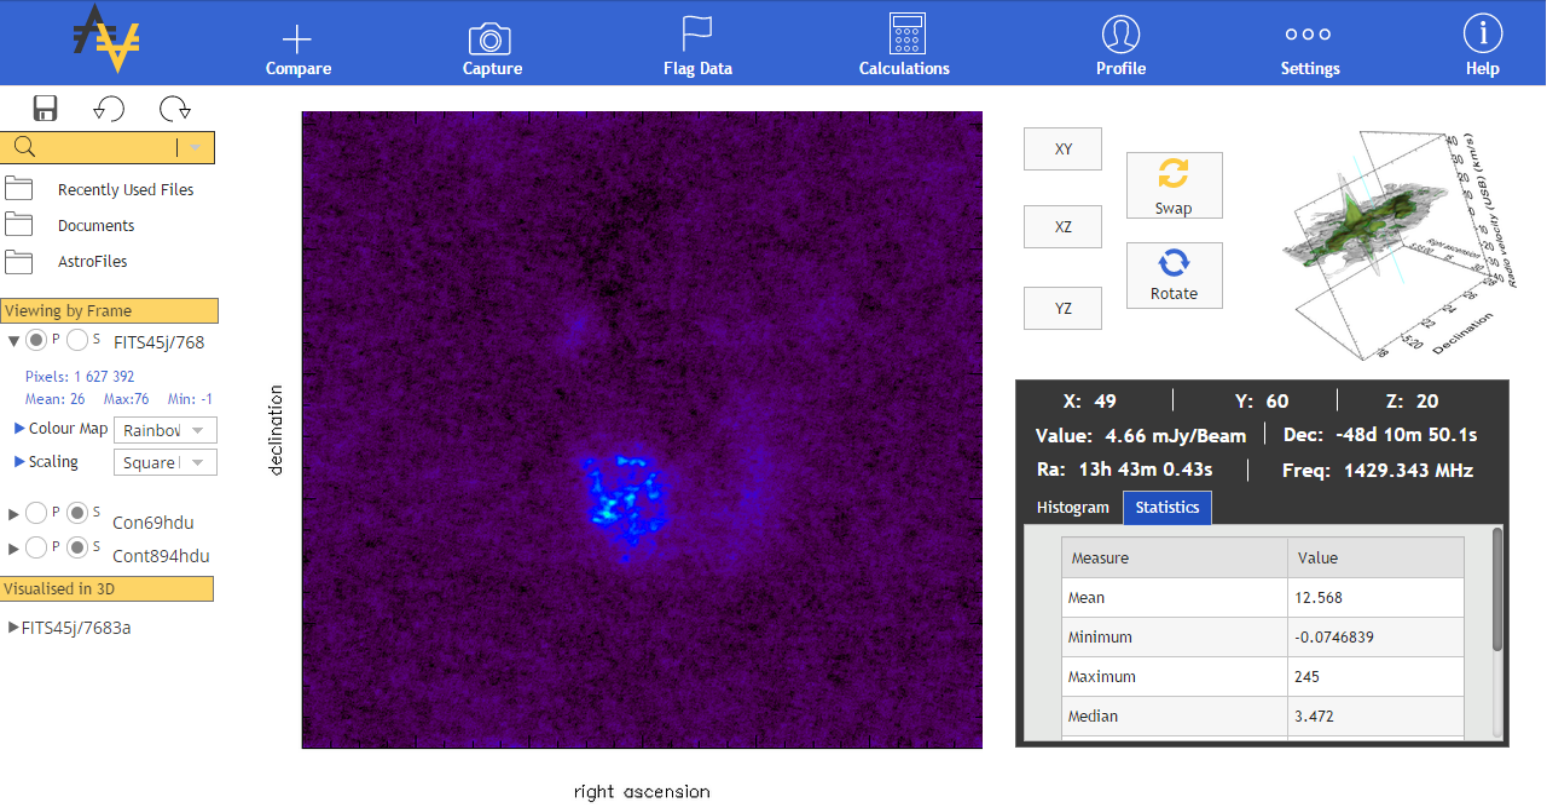 Compare
Capture
Flag Data
Calculations
Profile
Settings
Help
Recently Used Files
Documents
AstroFiles
Viewing by Frame
P S FITS45j/768
Pixels: 1 627 392
Mean: 26 Max:76 Min: -1
Colour Map Rainbov
Scaling Square
P S Con69hdu
P S Cont894hdu
Visualised in 3D
FITS45j/7683a
declination
right ascension
XY
XZ
YZ
Swap
Rotate
Radio velocity (USB) (km/s)
Right ascension
Declination
X: 49 Y: 60 Z: 20
Value: 4.66 mJy/Beam Dec: -48d 10m 50.1s
Ra: 13h 43m 0.43s Freq: 1429.343 MHz
Histogram Statistics
Measure Value
Mean 12.568
Minimum -0.0746839
Maximum 245
Median 3.472